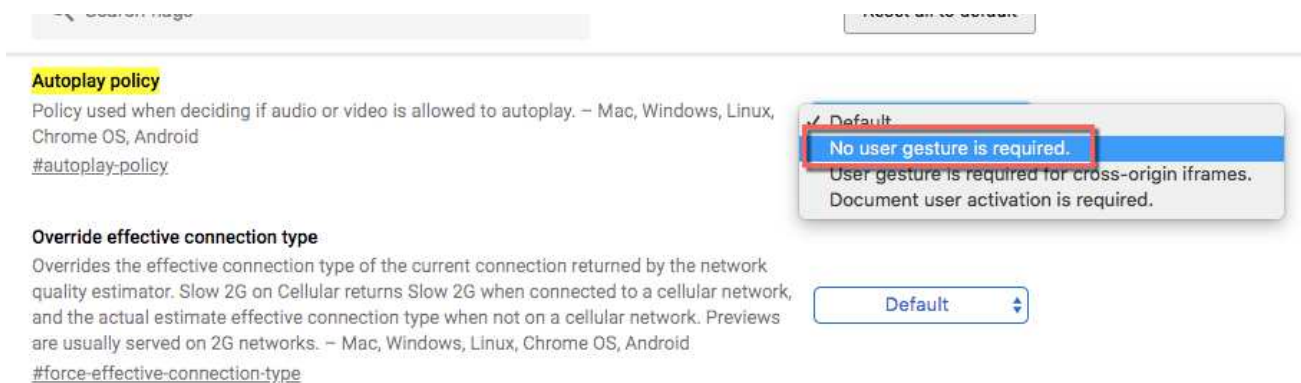 Autoplay policy
Policy used when deciding if audio or video is allowed to autoplay. – Mac, Windows, Linux,
Chrome OS, Android
#autoplay-policy
✓ Default
No user gesture is required.
User gesture is required for cross-origin iframes.
Document user activation is required.
Override effective connection type
Overrides the effective connection type of the current connection returned by the network
quality estimator. Slow 2G on Cellular returns Slow 2G when connected to a cellular network,
and the actual estimate effective connection type when not on a cellular network. Previews
are usually served on 2G networks. – Mac, Windows, Linux, Chrome OS, Android
#force-effective-connection-type
Default